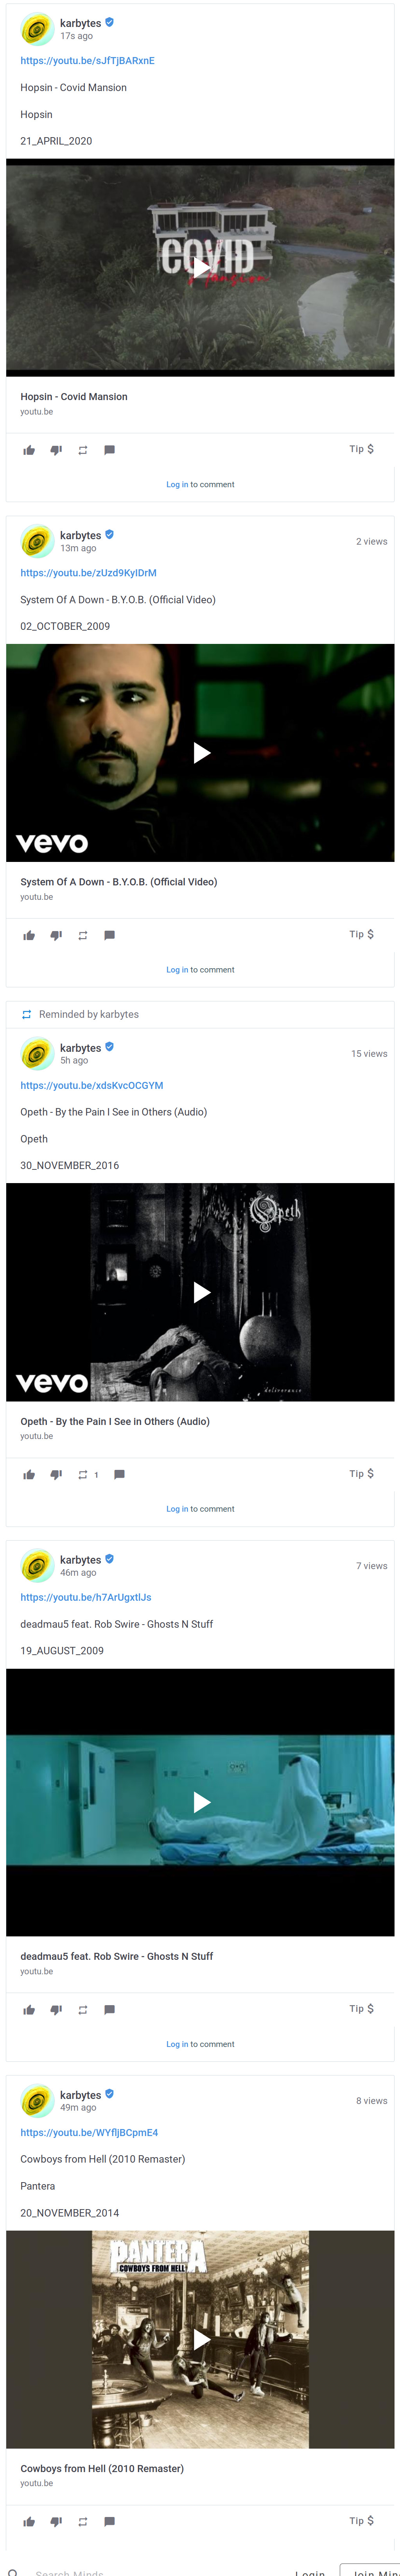 karbytes
17s ago
https://youtu.be/sJfTjBARxnE
Hopsin - Covid Mansion
Hopsin
21_APRIL_2020
COVID
Mansion
Hopsin - Covid Mansion
youtu.be
Tip $
Log in to comment
karbytes
13m ago
2 views
https://youtu.be/zUzd9KyIDrM
System Of A Down - B.Y.O.B. (Official Video)
02_OCTOBER_2009
vevo
System Of A Down - B.Y.O.B. (Official Video)
youtu.be
Tip $
Log in to comment
Reminded by karbytes
karbytes
5h ago
15 views
https://youtu.be/xdsKvcOCGYM
Opeth - By the Pain I See in Others (Audio)
Opeth
30_NOVEMBER_2016
Opeth
vevo
deliverance
Opeth - By the Pain I See in Others (Audio)
youtu.be
1
Tip $
Log in to comment
karbytes
46m ago
7 views
https://youtu.be/h7ArUgxtlJs
deadmau5 feat. Rob Swire - Ghosts N Stuff
19_AUGUST_2009
deadmau5 feat. Rob Swire - Ghosts N Stuff
youtu.be
Tip $
Log in to comment
karbytes
49m ago
8 views
https://youtu.be/WYfljBCpmE4
Cowboys from Hell (2010 Remaster)
Pantera
20_NOVEMBER_2014
PANTERA
COWBOYS FROM HELL
Cowboys from Hell (2010 Remaster)
youtu.be
Tip $
Search Minds
Login
Join Min